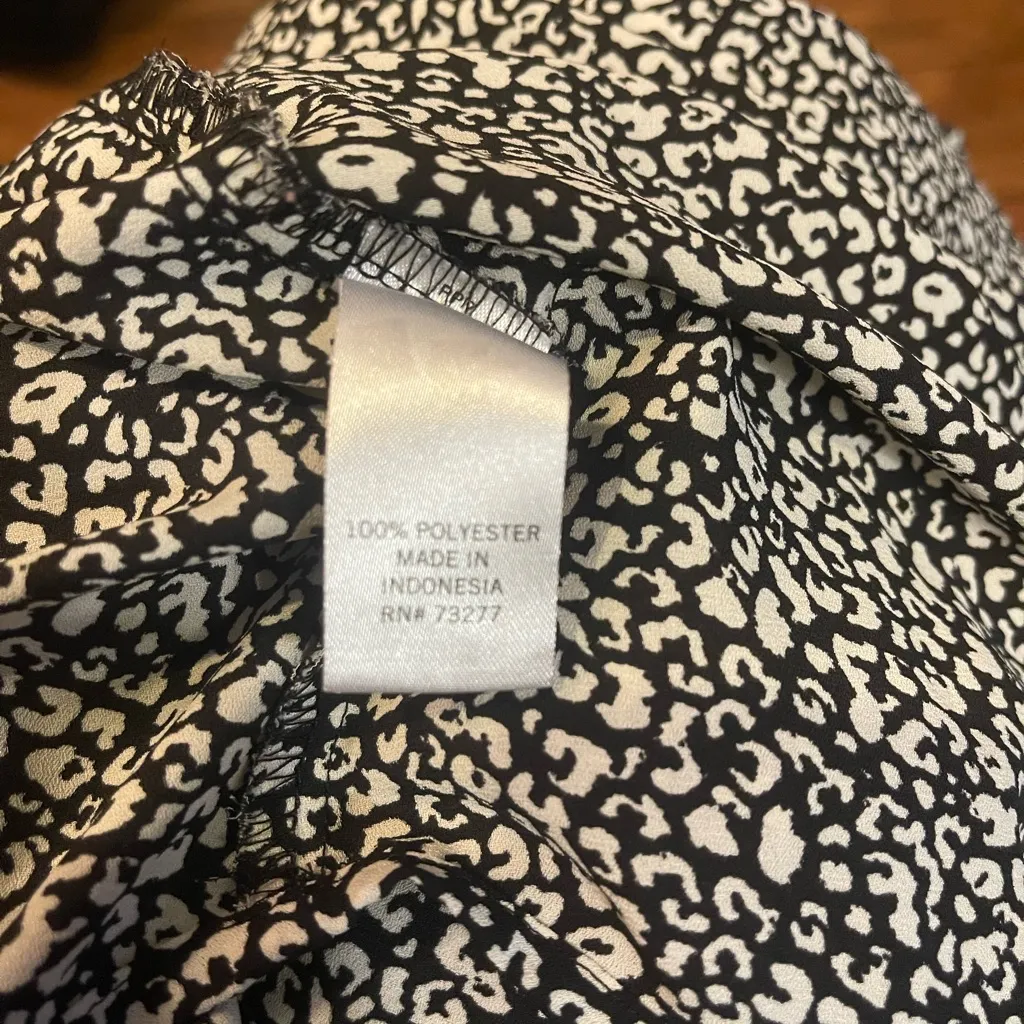 100% POLYESTER
MADE IN
INDONESIA
RN# 73277